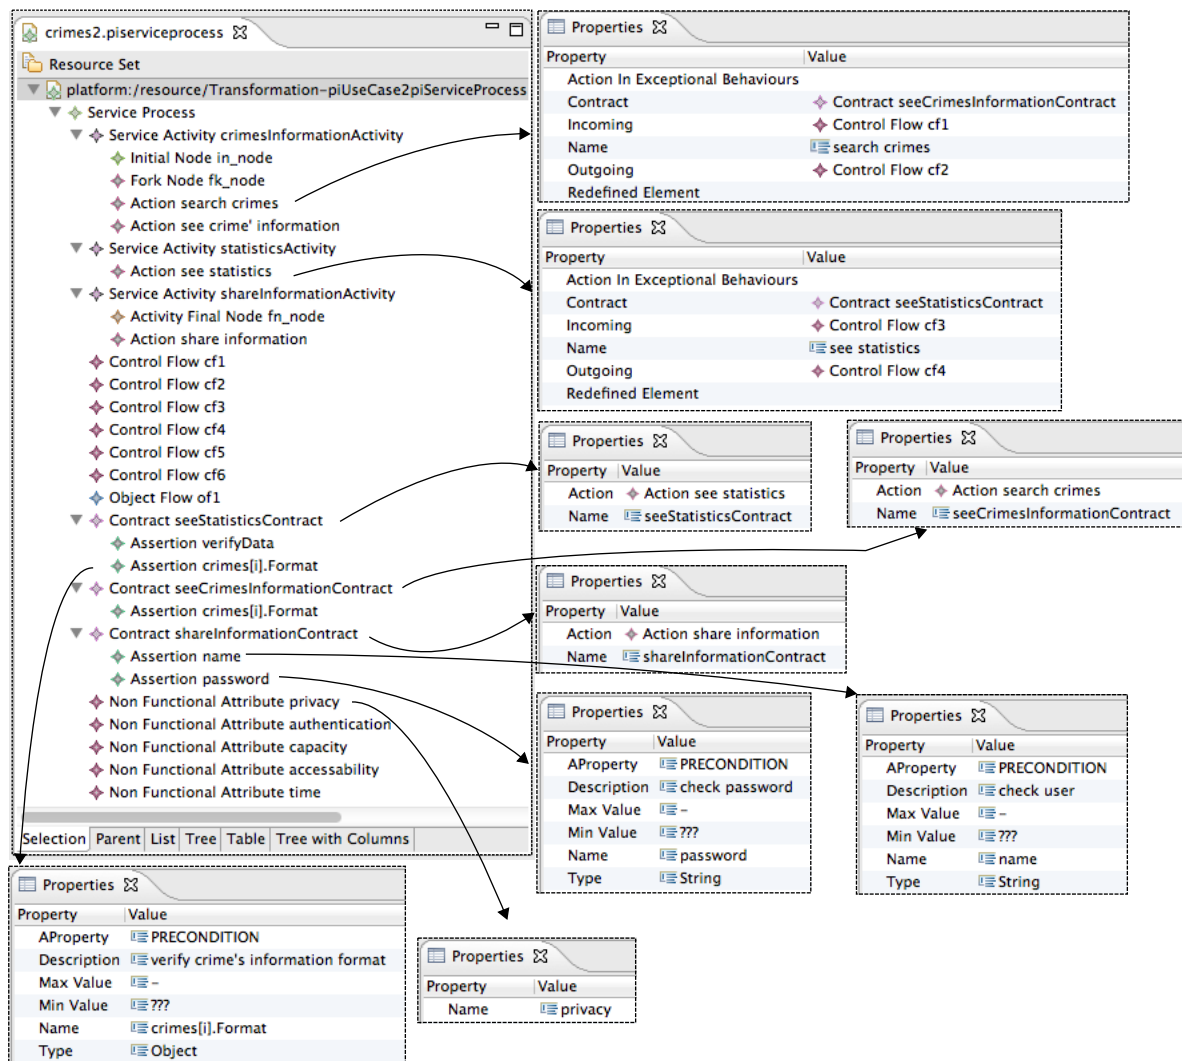 crimes2.piserviceprocess
Resource Set
platform:/resource/Transformation-piUseCase2piServiceProcess
Service Process
Service Activity crimesInformationActivity
Initial Node in_node
Fork Node fk_node
Action search crimes
Action see crime' information
Service Activity statisticsActivity
Action see statistics
Service Activity shareInformationActivity
Activity Final Node fn_node
Action share information
Control Flow cf1
Control Flow cf2
Control Flow cf3
Control Flow cf4
Control Flow cf5
Control Flow cf6
Object Flow of1
Contract seeStatisticsContract
Assertion verifyData
Assertion crimes[i].Format
Contract seeCrimesInformationContract
Assertion crimes[i].Format
Contract shareInformationContract
Assertion name
Assertion password
Non Functional Attribute privacy
Non Functional Attribute authentication
Non Functional Attribute capacity
Non Functional Attribute accessability
Non Functional Attribute time
Selection Parent List Tree Table Tree with Columns
Properties
Property Value
Action In Exceptional Behaviours
Contract Contract seeCrimesInformationContract
Incoming Control Flow cf1
Name search crimes
Outgoing Control Flow cf2
Redefined Element
Properties
Property Value
Action In Exceptional Behaviours
Contract Contract seeStatisticsContract
Incoming Control Flow cf3
Name see statistics
Outgoing Control Flow cf4
Redefined Element
Properties
Property Value
Action Action see statistics
Name seeStatisticsContract
Properties
Property Value
Action Action search crimes
Name seeCrimesInformationContract
Properties
Property Value
Action Action share information
Name shareInformationContract
Properties
Property Value
AProperty PRECONDITION
Description check password
Max Value –
Min Value ???
Name password
Type String
Properties
Property Value
AProperty PRECONDITION
Description check user
Max Value –
Min Value ???
Name name
Type String
Properties
Property Value
AProperty PRECONDITION
Description verify crime's information format
Max Value –
Min Value ???
Name crimes[i].Format
Type Object
Properties
Property Value
Name privacy